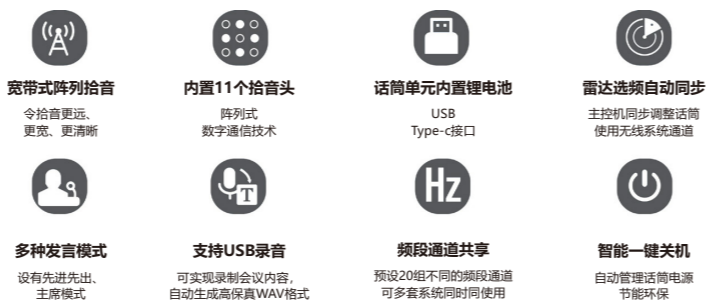 宽带式阵列拾音
令拾音更远、
更宽、更清晰
内置11个拾音头
阵列式
数字通信技术
话筒单元内置锂电池
USB
Type-c接口
雷达选频自动同步
主控机同步调整话筒
使用无线系统通道
多种发言模式
设有先进先出、
主席模式
T
支持USB录音
可实现录制会议内容，
自动生成高保真WAV格式
Hz
频段通道共享
预设20组不同的频段通道
可多套系统同时同使用
智能一键关机
自动管理话筒电源
节能环保